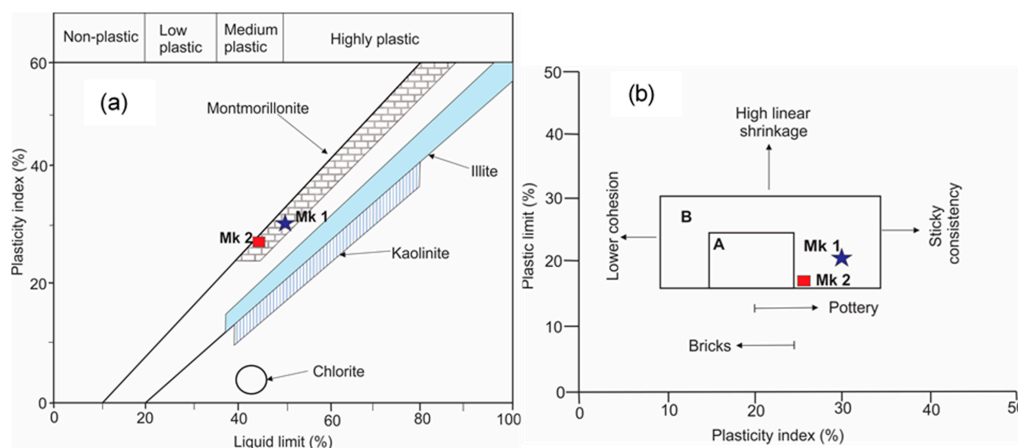 Non-plastic
Low
plastic
Medium
plastic
Highly plastic
60
(a)
Montmorillonite
40
Illite
Mk 1
Mk 2
Kaolinite
20
Chlorite
0
0
20
40
60
80
100
Plasticity index (%)
Liquid limit (%)
50
(b)
High linear
shrinkage
40
30
B
A
Mk 1
20
Mk 2
Lower cohesion
Sticky
consistency
Pottery
10
Bricks
0
0
10
20
30
40
50
Plastic limit (%)
Plasticity index (%)